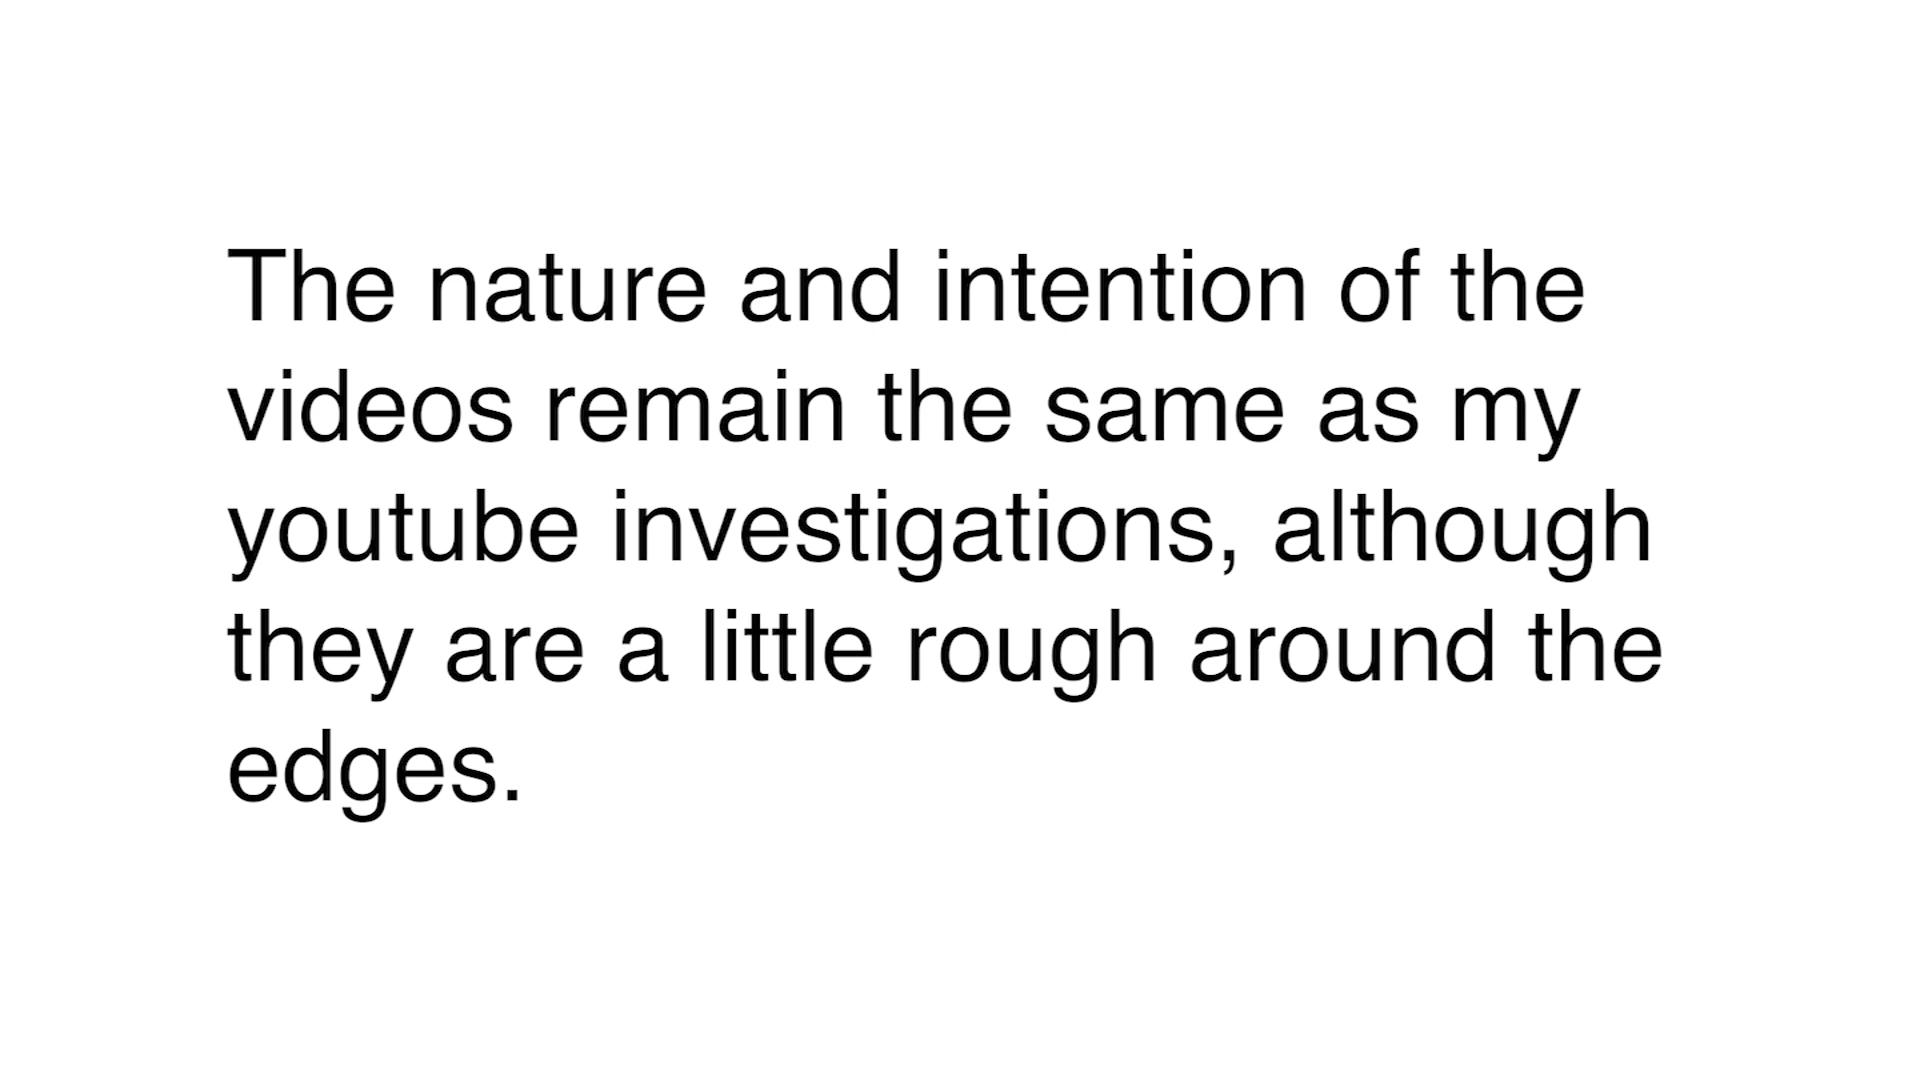 The nature and intention of the
videos remain the same as my
youtube investigations, although
they are a little rough around the
edges.